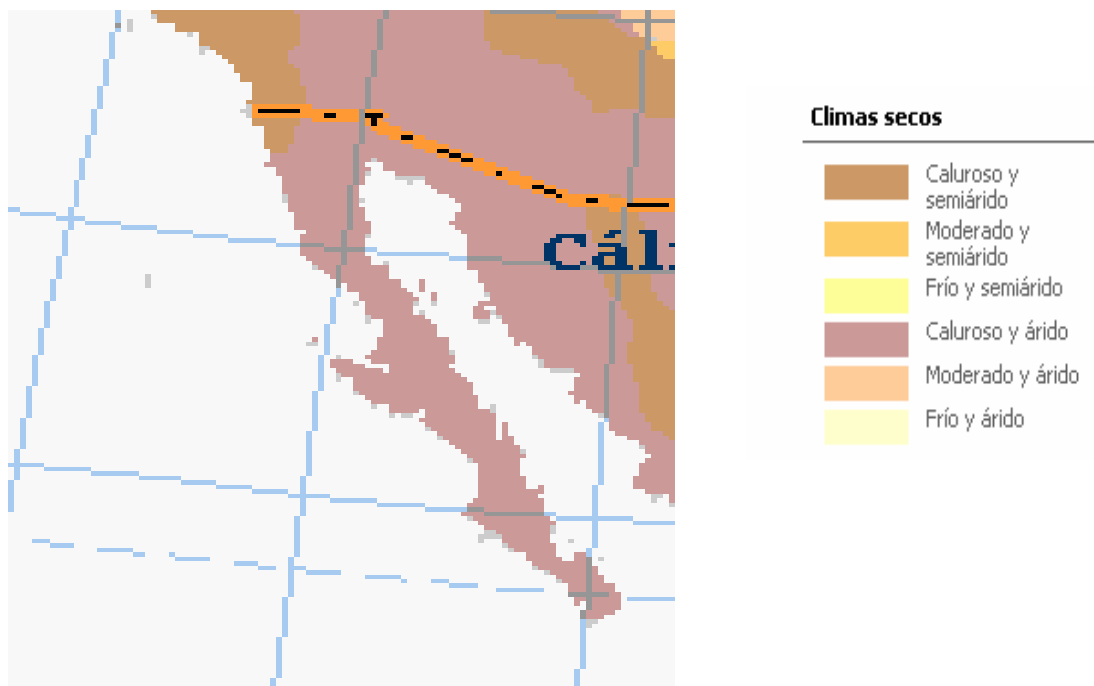 Climas secos
Caluroso y
semiárido
Moderado y
semiárido
Frío y semiárido
Caluroso y árido
Moderado y árido
Frío y árido